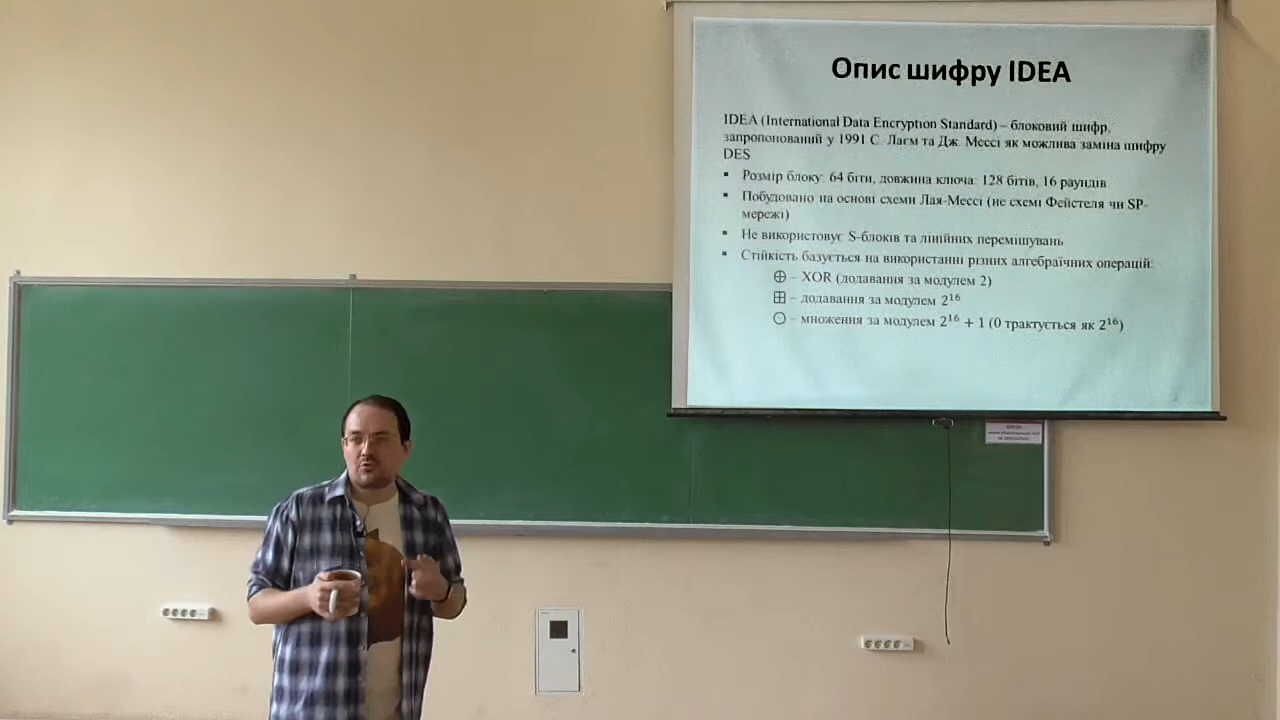 Опис шифру IDEA
IDEA (International Data Encryption Standard) – блоковий шифр,
запропонований у 1991 С. Лаєм та Дж. Мессі як можлива заміна шифру
DES
▪ Розмір блоку: 64 біти, довжина ключа: 128 бітів, 16 раундів
▪ Побудовано на основі схеми Лая-Мессі (не схемі Фейстеля чи SP-
мережі)
▪ Не використовує S-блоків та лінійних перемішувань
▪ Стійкість базується на використанні різних алгебраїчних операцій:
⊕ – XOR (додавання за модулем 2)
⊞ – додавання за модулем 2¹⁶
⊙ – множення за модулем 2¹⁶ + 1 (0 трактується як 2¹⁶)